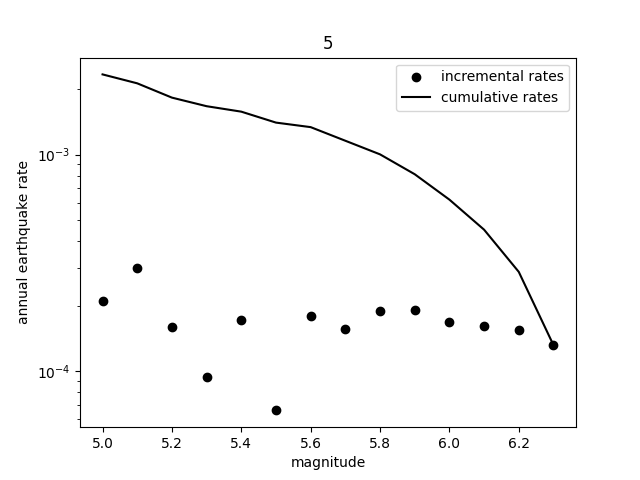 5
incremental rates
cumulative rates
annual earthquake rate
10⁻³
10⁻⁴
5.0 5.2 5.4 5.6 5.8 6.0 6.2
magnitude